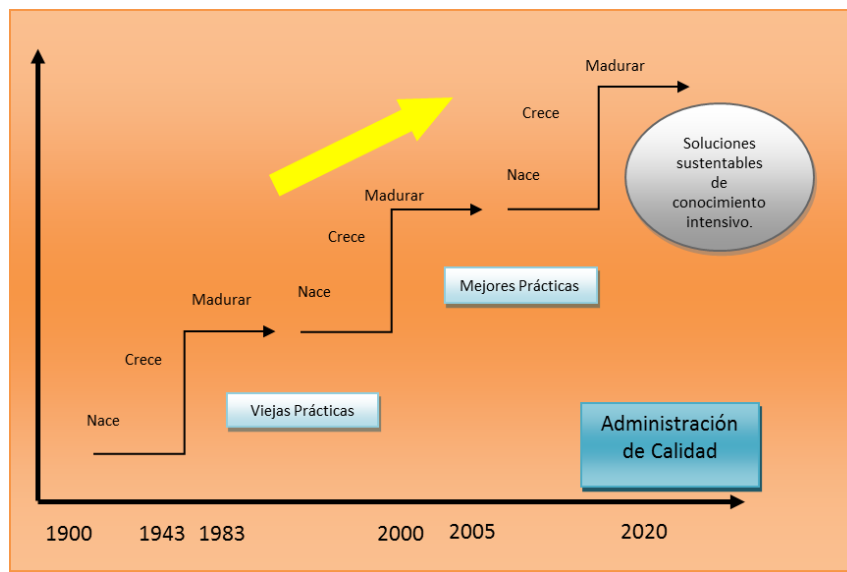 Madurar
Crece
Nace
Soluciones
sustentables
de
conocimiento
intensivo.
Madurar
Crece
Nace
Mejores Prácticas
Madurar
Crece
Nace
Viejas Prácticas
Administración
de Calidad
1900 1943 1983 2000 2005 2020